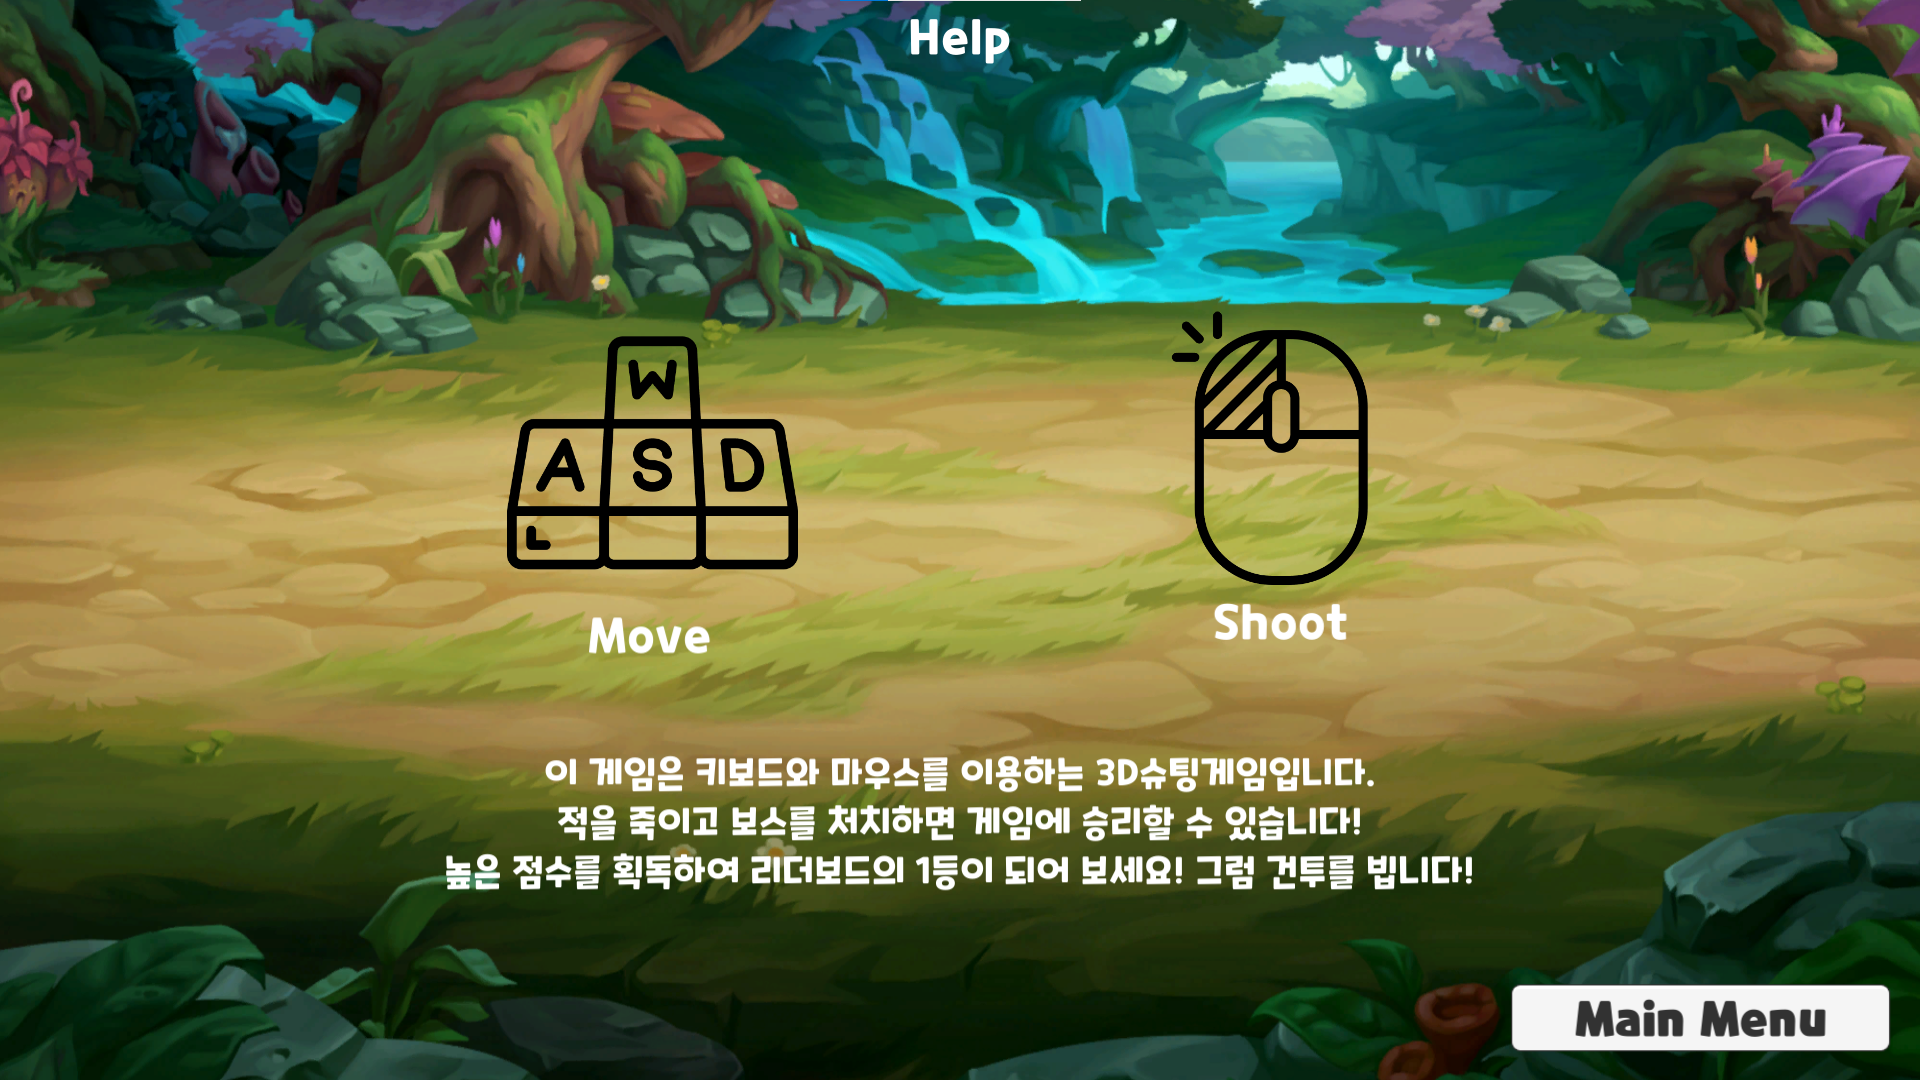 Help
W
A S D
Move
Shoot
이 게임은 키보드와 마우스를 이용하는 3D슈팅게임입니다.
적을 죽이고 보스를 처치하면 게임에 승리할 수 있습니다!
높은 점수를 획득하여 리더보드의 1등이 되어 보세요! 그럼 건투를 빕니다!
Main Menu